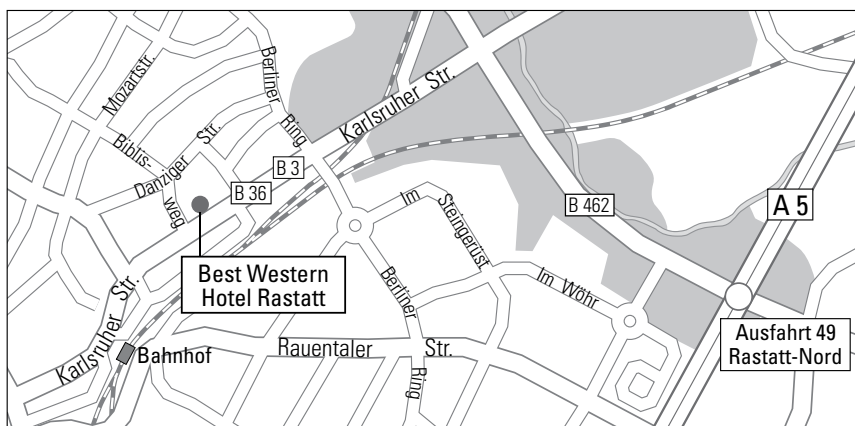 Mozartstr.
Berliner
Ring
Karlsruher Str.
Biblis-
weg
Danziger Str.
B 3
B 36
Im
Steingerüst
B 462
A 5
Best Western
Hotel Rastatt
Berliner
Ring
Im Wöhr
Karlsruher Str.
Bahnhof
Rauentaler Str.
Ausfahrt 49
Rastatt-Nord